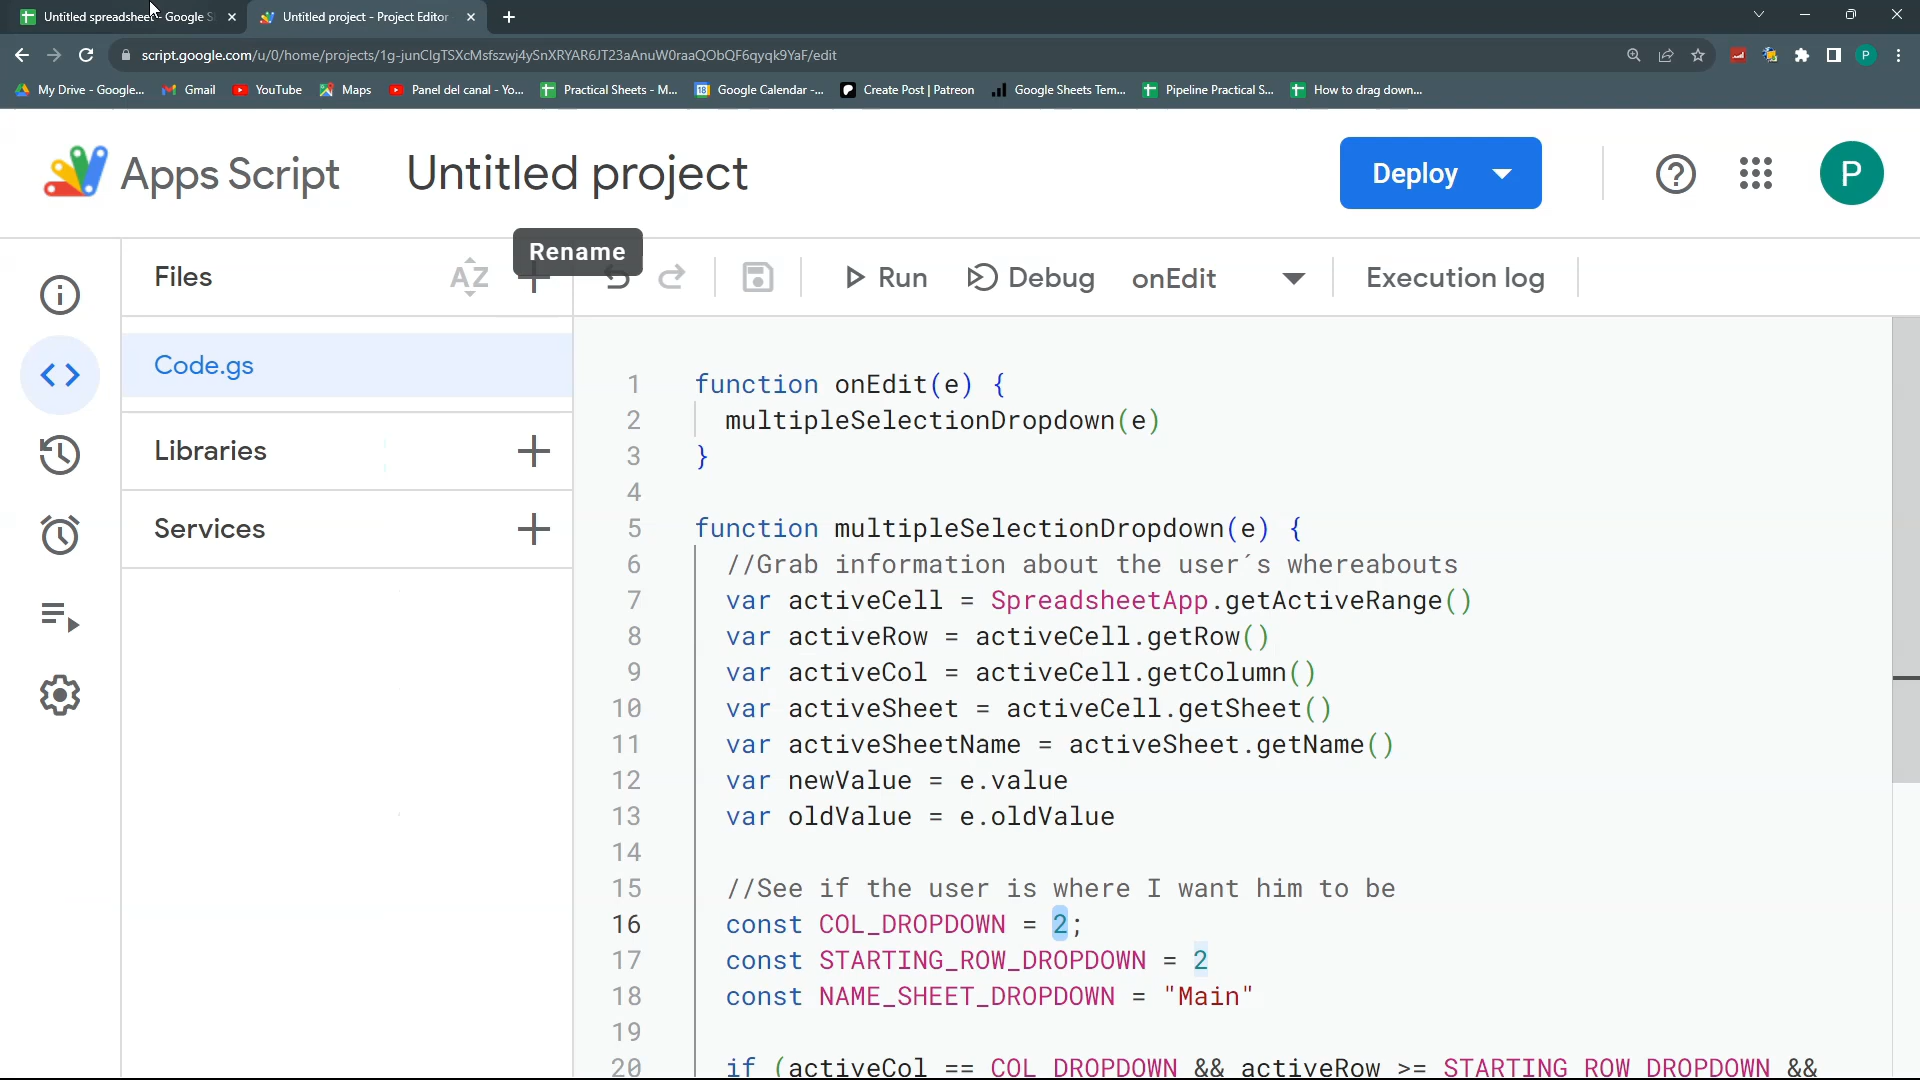 Untitled spreadsheet - Google S
Untitled project - Project Editor
script.google.com/u/0/home/projects/1g-junClgTSXcMsfszwj4ySnXRYAR6JT23aAnuW0raaQObQF6qyqk9YaF/edit
P
My Drive - Google...
Gmail
YouTube
Maps
Panel del canal - Yo...
Practical Sheets - M...
Google Calendar -...
Create Post | Patreon
Google Sheets Tem...
Pipeline Practical S...
How to drag down...
Apps Script
Untitled project
Deploy
P
Rename
Files
AZ
Run
Debug
onEdit
Execution log
Code.gs
Libraries
Services
1 function onEdit(e) {
2 multipleSelectionDropdown(e)
3 }
4
5 function multipleSelectionDropdown(e) {
6 //Grab information about the user´s whereabouts
7 var activeCell = SpreadsheetApp.getActiveRange()
8 var activeRow = activeCell.getRow()
9 var activeCol = activeCell.getColumn()
10 var activeSheet = activeCell.getSheet()
11 var activeSheetName = activeSheet.getName()
12 var newValue = e.value
13 var oldValue = e.oldValue
14
15 //See if the user is where I want him to be
16 const COL_DROPDOWN = 2;
17 const STARTING_ROW_DROPDOWN = 2
18 const NAME_SHEET_DROPDOWN = "Main"
19
20 if (activeCol == COL_DROPDOWN && activeRow >= STARTING_ROW_DROPDOWN &&